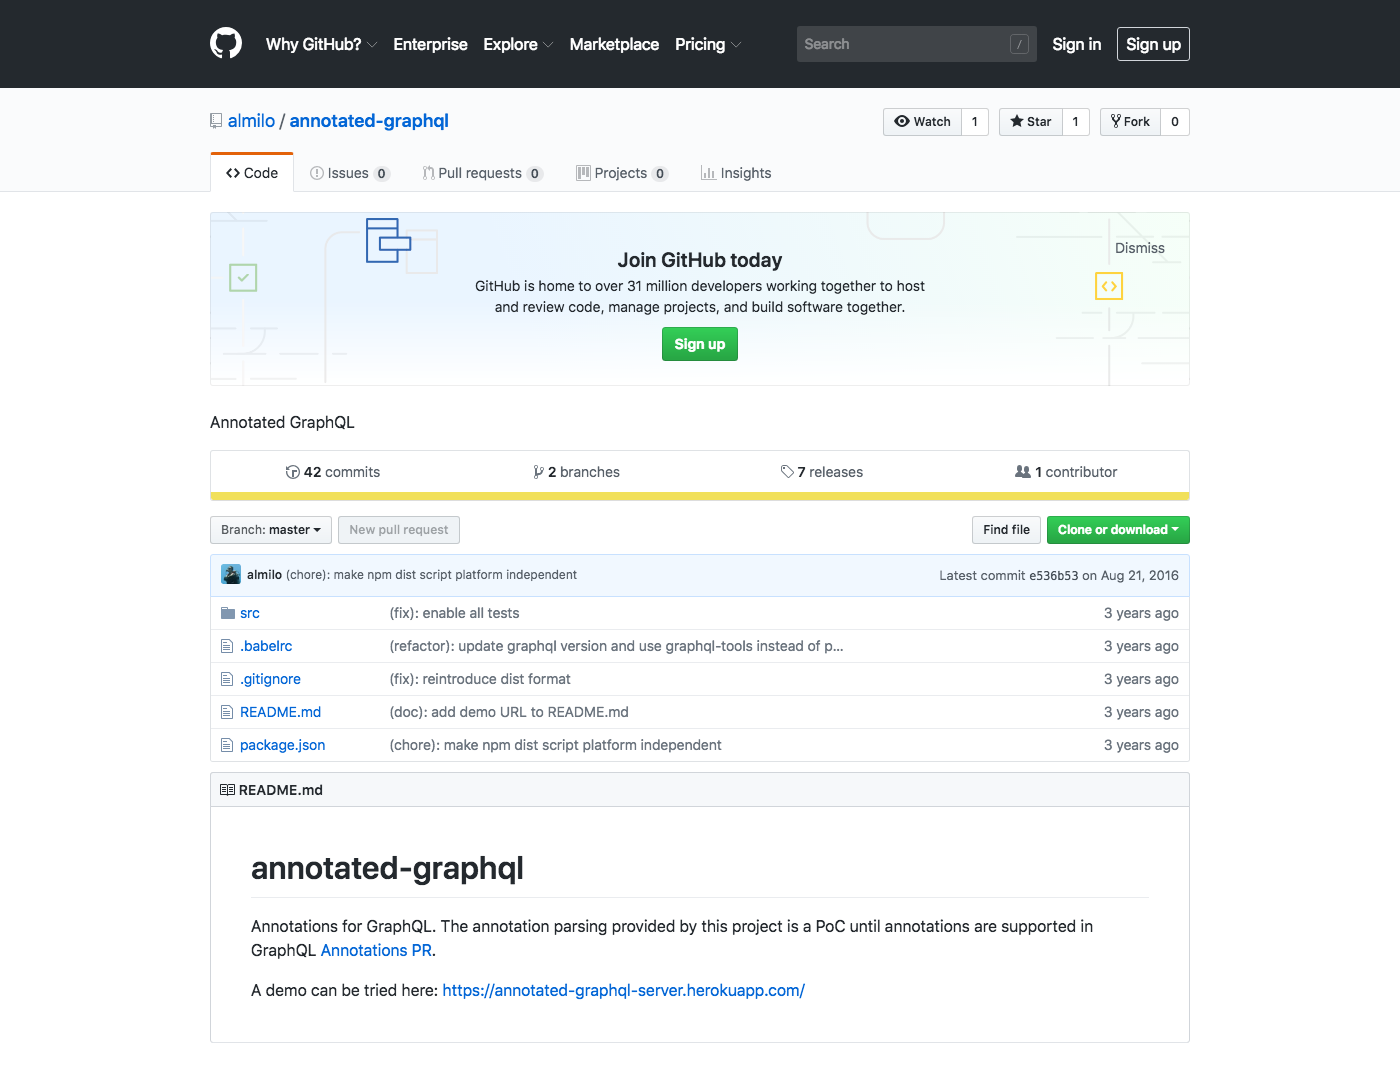 Why GitHub? Enterprise Explore Marketplace Pricing Search / Sign in Sign up
almilo / annotated-graphql Watch 1 Star 1 Fork 0
Code Issues 0 Pull requests 0 Projects 0 Insights
Dismiss
Join GitHub today
GitHub is home to over 31 million developers working together to host
and review code, manage projects, and build software together.
Sign up
Annotated GraphQL
42 commits 2 branches 7 releases 1 contributor
Branch: master New pull request Find file Clone or download
almilo (chore): make npm dist script platform independent Latest commit e536b53 on Aug 21, 2016
src (fix): enable all tests 3 years ago
.babelrc (refactor): update graphql version and use graphql-tools instead of p… 3 years ago
.gitignore (fix): reintroduce dist format 3 years ago
README.md (doc): add demo URL to README.md 3 years ago
package.json (chore): make npm dist script platform independent 3 years ago
README.md
annotated-graphql
Annotations for GraphQL. The annotation parsing provided by this project is a PoC until annotations are supported in
GraphQL Annotations PR.
A demo can be tried here: https://annotated-graphql-server.herokuapp.com/